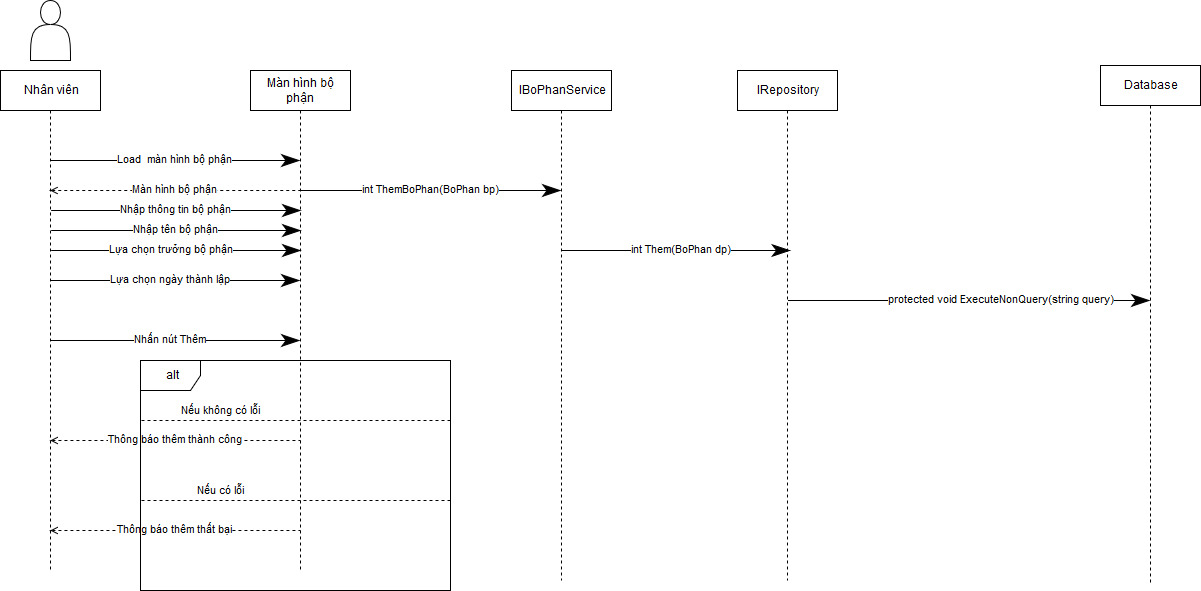 Nhân viên
Màn hình bộ
phận
IBoPhanService
IRepository
Database
Load màn hình bộ phận
Màn hình bộ phận
int ThemBoPhan(BoPhan bp)
Nhập thông tin bộ phận
Nhập tên bộ phận
Lựa chọn trưởng bộ phận
int Them(BoPhan dp)
Lựa chọn ngày thành lập
protected void ExecuteNonQuery(string query)
Nhấn nút Thêm
alt
Nếu không có lỗi
Thông báo thêm thành công
Nếu có lỗi
Thông báo thêm thất bại